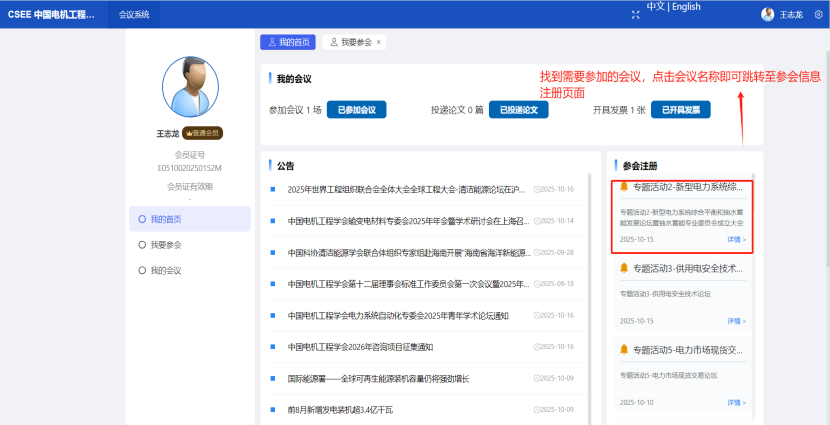 CSEE 中国电机工程... 会议系统 中文 | English 王志龙
我的首页 我要参会 x
王志龙 普通会员
会员证号
E0510020250152M
会员证有效期
-
我的首页
我要参会
我的会议
我的会议
参加会议 1 场 已参加会议 投递论文 0 篇 已投递论文 开具发票 1 张 已开具发票
找到需要参加的会议，点击会议名称即可跳转至参会信息
注册页面
公告
2025年世界工程组织联合会全体大会全球工程大会-清洁能源论坛在沪... 2025-10-16
中国电机工程学会输变电材料专委会2025年年会暨学术研讨会在上海召... 2025-10-14
中国科协清洁能源学会联合体组织专家组赴海南开展"海南省海洋新能源... 2025-09-28
中国电机工程学会第十二届理事会标准工作委员会第一次会议暨2025年... 2025-09-18
中国电机工程学会电力系统自动化专委会2025年青年学术论坛通知 2025-10-16
中国电机工程学会2026年咨询项目征集通知 2025-10-16
国际能源署——全球可再生能源装机容量仍将强劲增长 2025-10-09
前8月新增发电装机超3.4亿千瓦 2025-10-09
参会注册
专题活动2-新型电力系统综...
专题活动2-新型电力系统综合平衡和抽水蓄
能发展论坛暨抽水蓄能专业委员会成立大会
2025-10-15 详情 >
专题活动3-供用电安全技术...
专题活动3-供用电安全技术论坛
2025-10-15 详情 >
专题活动5-电力市场现货交...
专题活动5-电力市场现货交易论坛
2025-10-10 详情 >